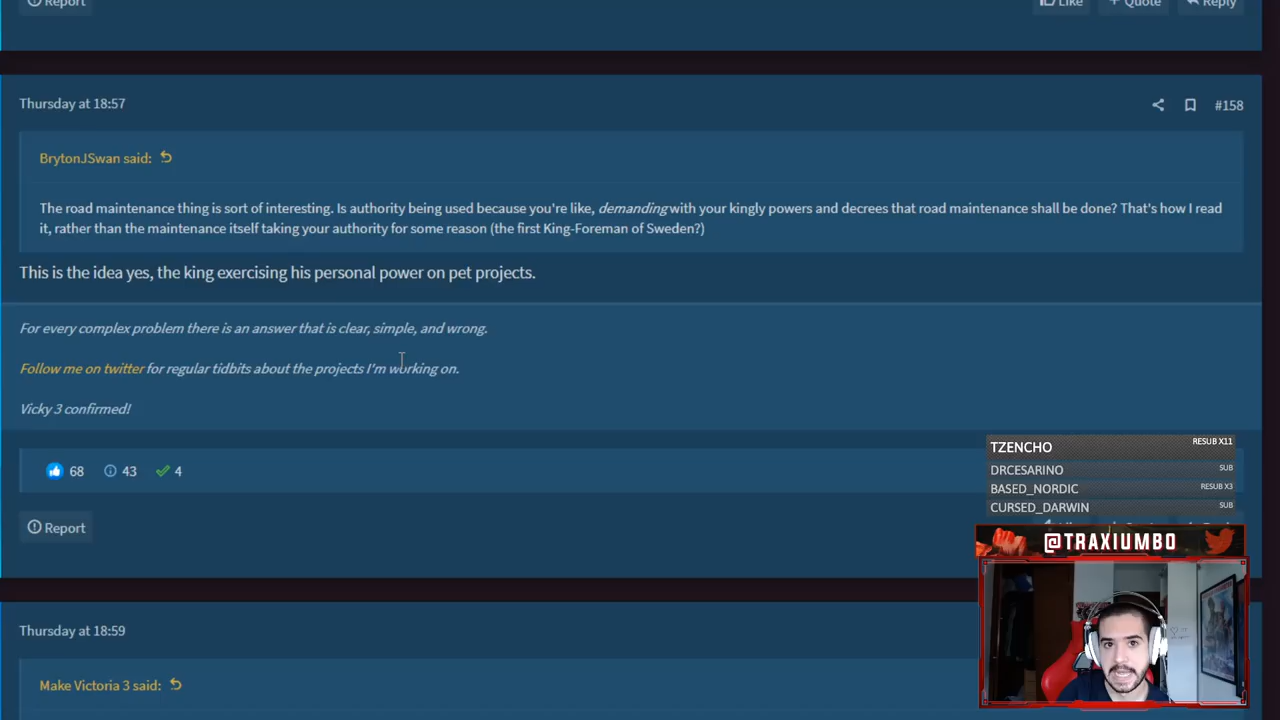 Report
Like
Quote
Reply
Thursday at 18:57
#158
BrytonJSwan said:
The road maintenance thing is sort of interesting. Is authority being used because you're like, demanding with your kingly powers and decrees that road maintenance shall be done? That's how I read
it, rather than the maintenance itself taking your authority for some reason (the first King-Foreman of Sweden?)
This is the idea yes, the king exercising his personal power on pet projects.
For every complex problem there is an answer that is clear, simple, and wrong.
Follow me on twitter for regular tidbits about the projects I'm working on.
Vicky 3 confirmed!
68 43 4
Report
TZENCHO RESUB X11
DRCESARINO SUB
BASED_NORDIC RESUB X3
CURSED_DARWIN SUB
@TRAXIUMBO
Thursday at 18:59
Make Victoria 3 said: